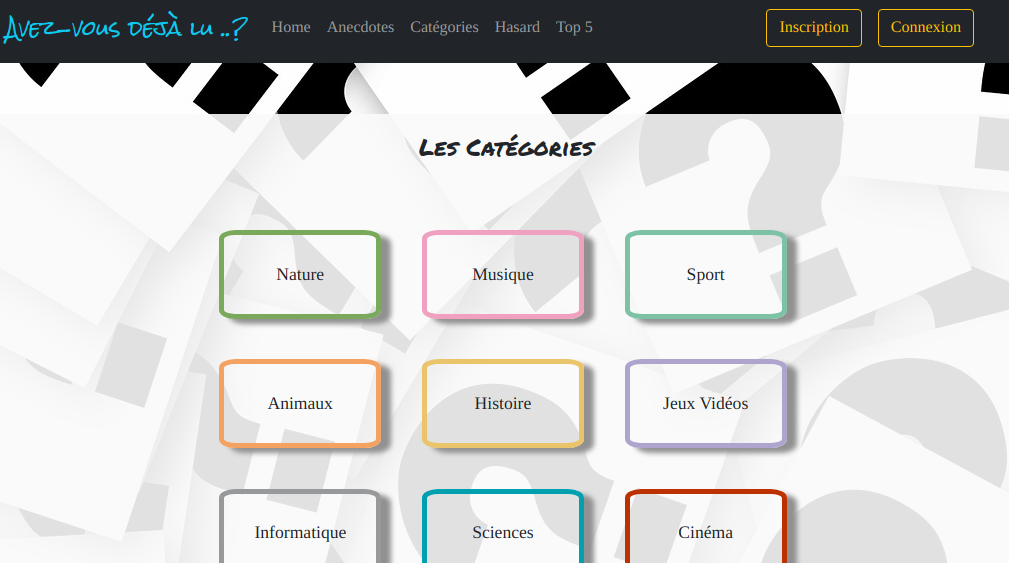 Avez-vous déjà lu ..?
Home Anecdotes Catégories Hasard Top 5
Inscription Connexion
Les Catégories
Nature Musique Sport
Animaux Histoire Jeux Vidéos
Informatique Sciences Cinéma